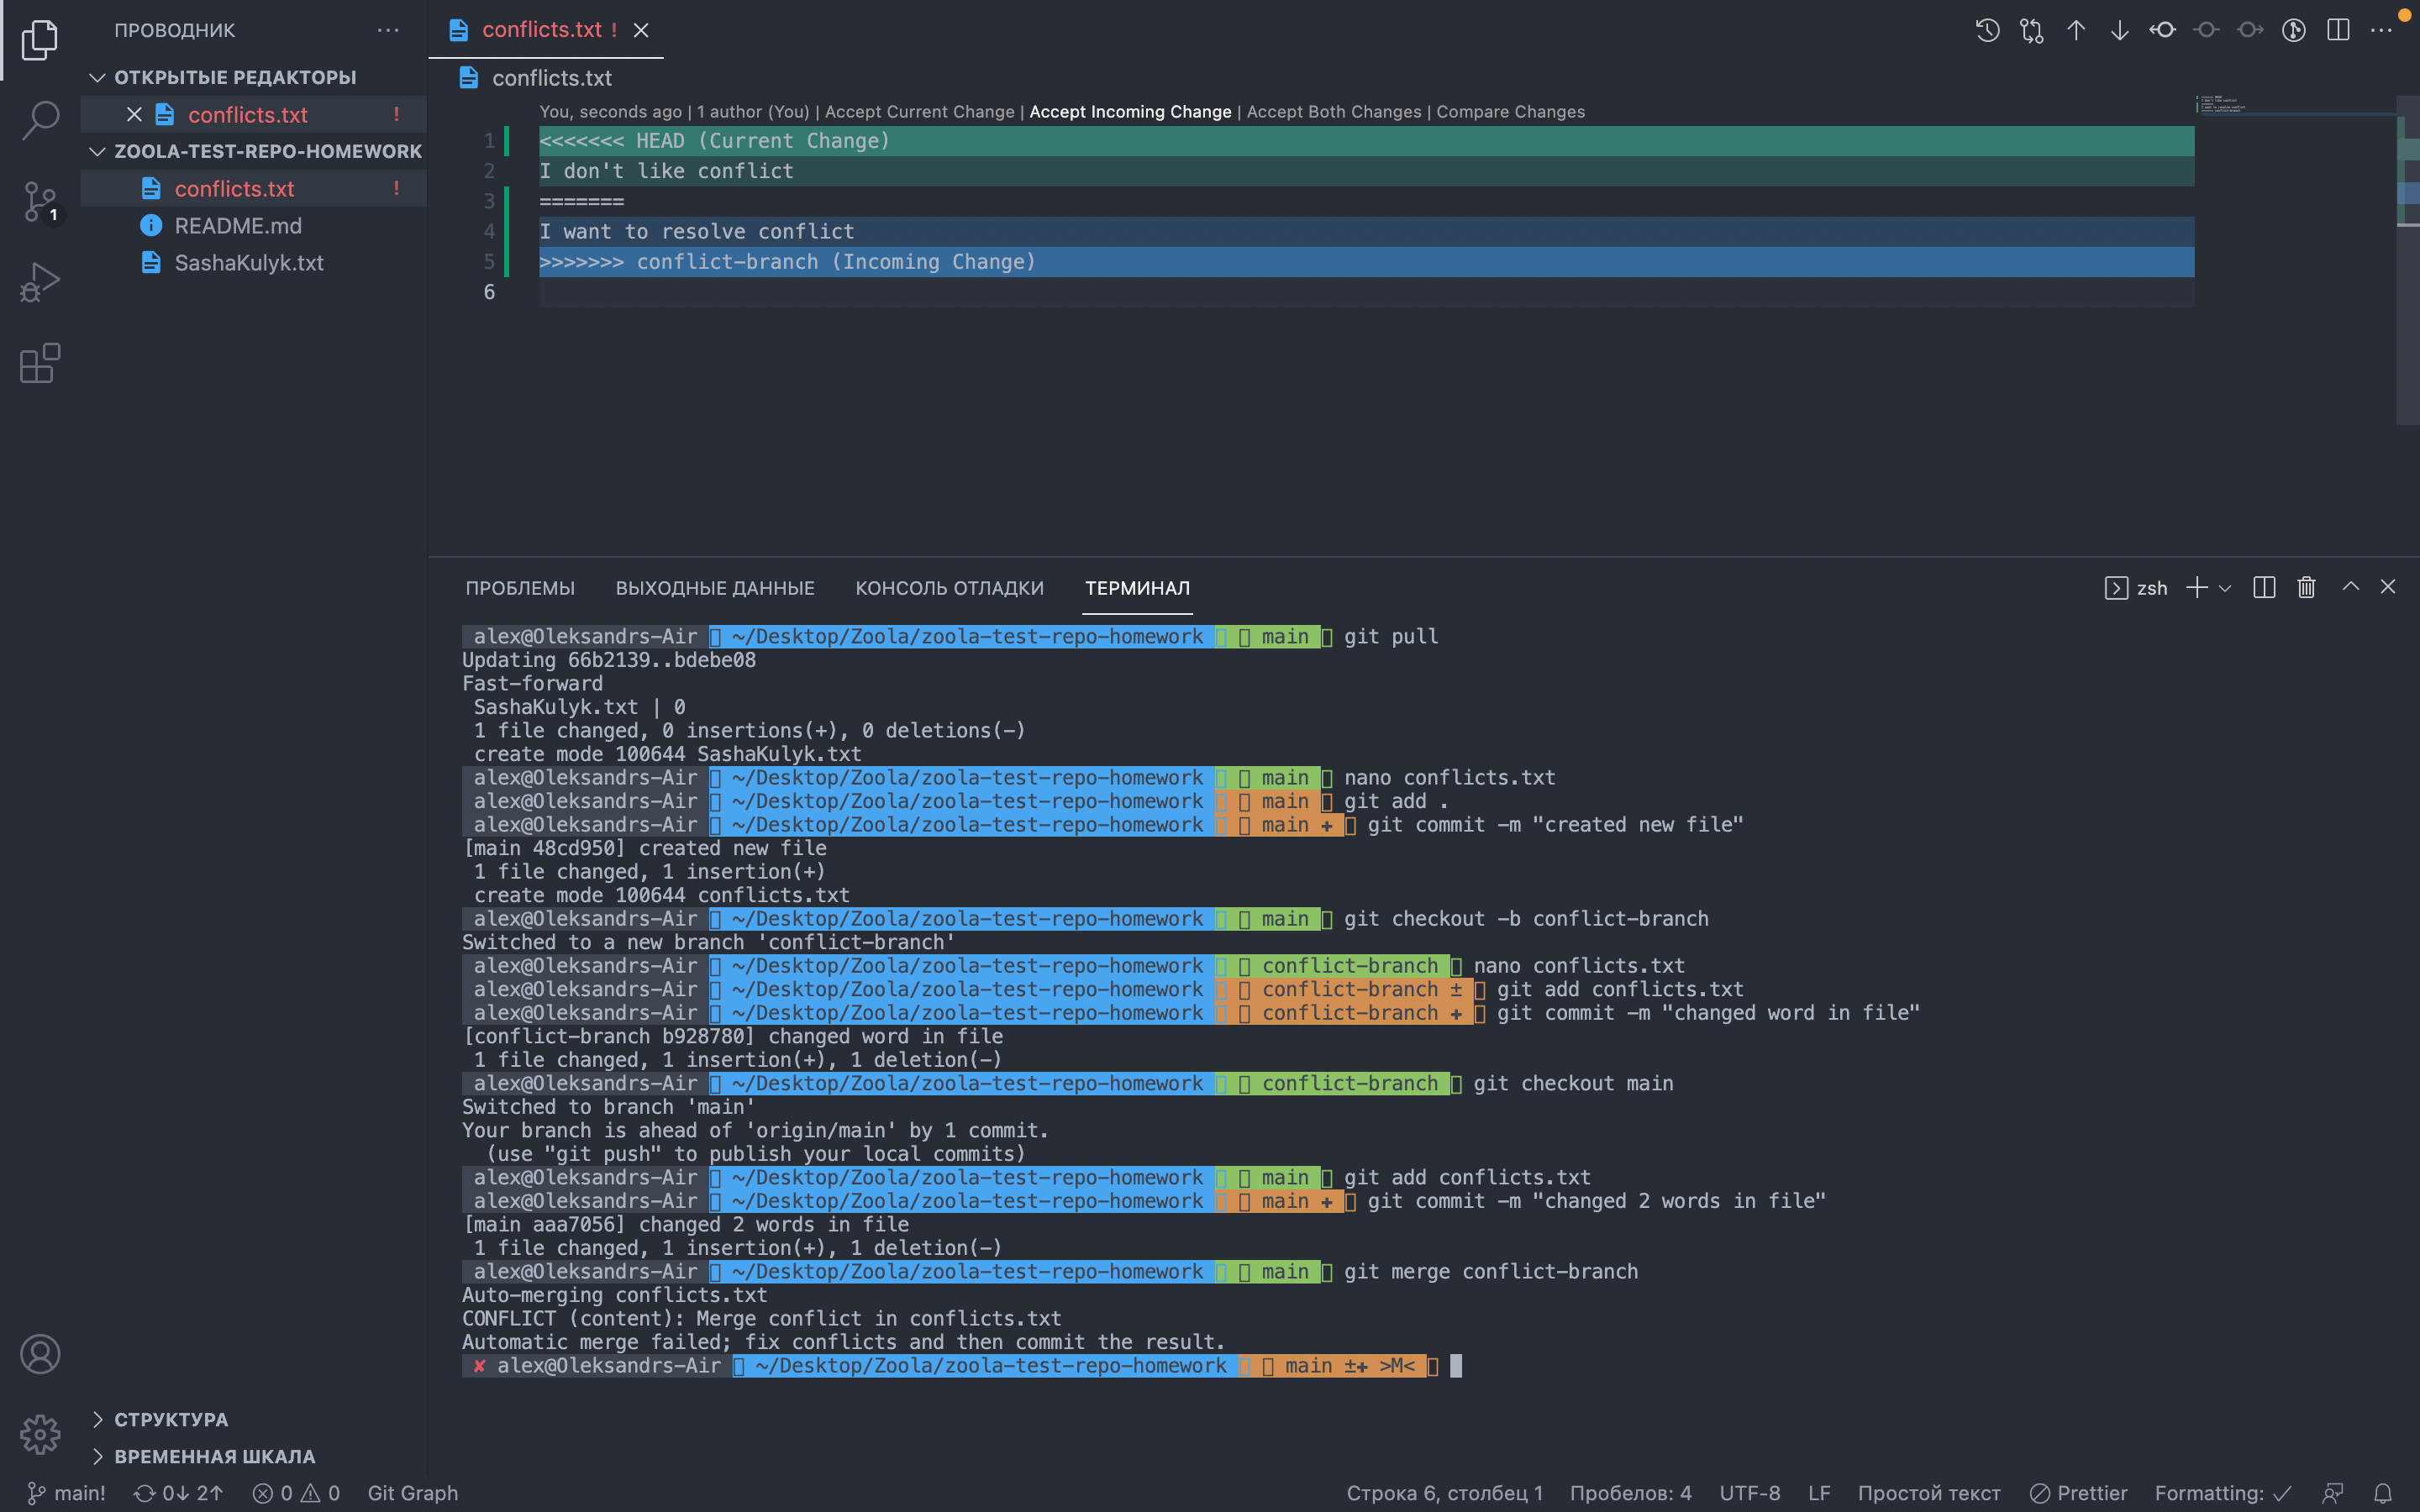 ПРОВОДНИК
ОТКРЫТЫЕ РЕДАКТОРЫ
conflicts.txt !
ZOOLA-TEST-REPO-HOMEWORK
conflicts.txt !
README.md
SashaKulyk.txt
1
СТРУКТУРА
ВРЕМЕННАЯ ШКАЛА
conflicts.txt !
conflicts.txt
You, seconds ago | 1 author (You) | Accept Current Change | Accept Incoming Change | Accept Both Changes | Compare Changes
1 <<<<<<< HEAD (Current Change)
2 I don't like conflict
3 =======
4 I want to resolve conflict
5 >>>>>>> conflict-branch (Incoming Change)
6
ПРОБЛЕМЫ ВЫХОДНЫЕ ДАННЫЕ КОНСОЛЬ ОТЛАДКИ ТЕРМИНАЛ zsh
alex@Oleksandrs-Air ~/Desktop/Zoola/zoola-test-repo-homework main git pull
Updating 66b2139..bdebe08
Fast-forward
SashaKulyk.txt | 0
1 file changed, 0 insertions(+), 0 deletions(-)
create mode 100644 SashaKulyk.txt
alex@Oleksandrs-Air ~/Desktop/Zoola/zoola-test-repo-homework main nano conflicts.txt
alex@Oleksandrs-Air ~/Desktop/Zoola/zoola-test-repo-homework main git add .
alex@Oleksandrs-Air ~/Desktop/Zoola/zoola-test-repo-homework main ✚ git commit -m "created new file"
[main 48cd950] created new file
1 file changed, 1 insertion(+)
create mode 100644 conflicts.txt
alex@Oleksandrs-Air ~/Desktop/Zoola/zoola-test-repo-homework main git checkout -b conflict-branch
Switched to a new branch 'conflict-branch'
alex@Oleksandrs-Air ~/Desktop/Zoola/zoola-test-repo-homework conflict-branch nano conflicts.txt
alex@Oleksandrs-Air ~/Desktop/Zoola/zoola-test-repo-homework conflict-branch ± git add conflicts.txt
alex@Oleksandrs-Air ~/Desktop/Zoola/zoola-test-repo-homework conflict-branch ✚ git commit -m "changed word in file"
[conflict-branch b928780] changed word in file
1 file changed, 1 insertion(+), 1 deletion(-)
alex@Oleksandrs-Air ~/Desktop/Zoola/zoola-test-repo-homework conflict-branch git checkout main
Switched to branch 'main'
Your branch is ahead of 'origin/main' by 1 commit.
(use "git push" to publish your local commits)
alex@Oleksandrs-Air ~/Desktop/Zoola/zoola-test-repo-homework main git add conflicts.txt
alex@Oleksandrs-Air ~/Desktop/Zoola/zoola-test-repo-homework main ✚ git commit -m "changed 2 words in file"
[main aaa7056] changed 2 words in file
1 file changed, 1 insertion(+), 1 deletion(-)
alex@Oleksandrs-Air ~/Desktop/Zoola/zoola-test-repo-homework main git merge conflict-branch
Auto-merging conflicts.txt
CONFLICT (content): Merge conflict in conflicts.txt
Automatic merge failed; fix conflicts and then commit the result.
✘ alex@Oleksandrs-Air ~/Desktop/Zoola/zoola-test-repo-homework main ±✚ >M<
main! 0↓ 2↑ 0 0 Git Graph Строка 6, столбец 1 Пробелов: 4 UTF-8 LF Простой текст Prettier Formatting: ✓